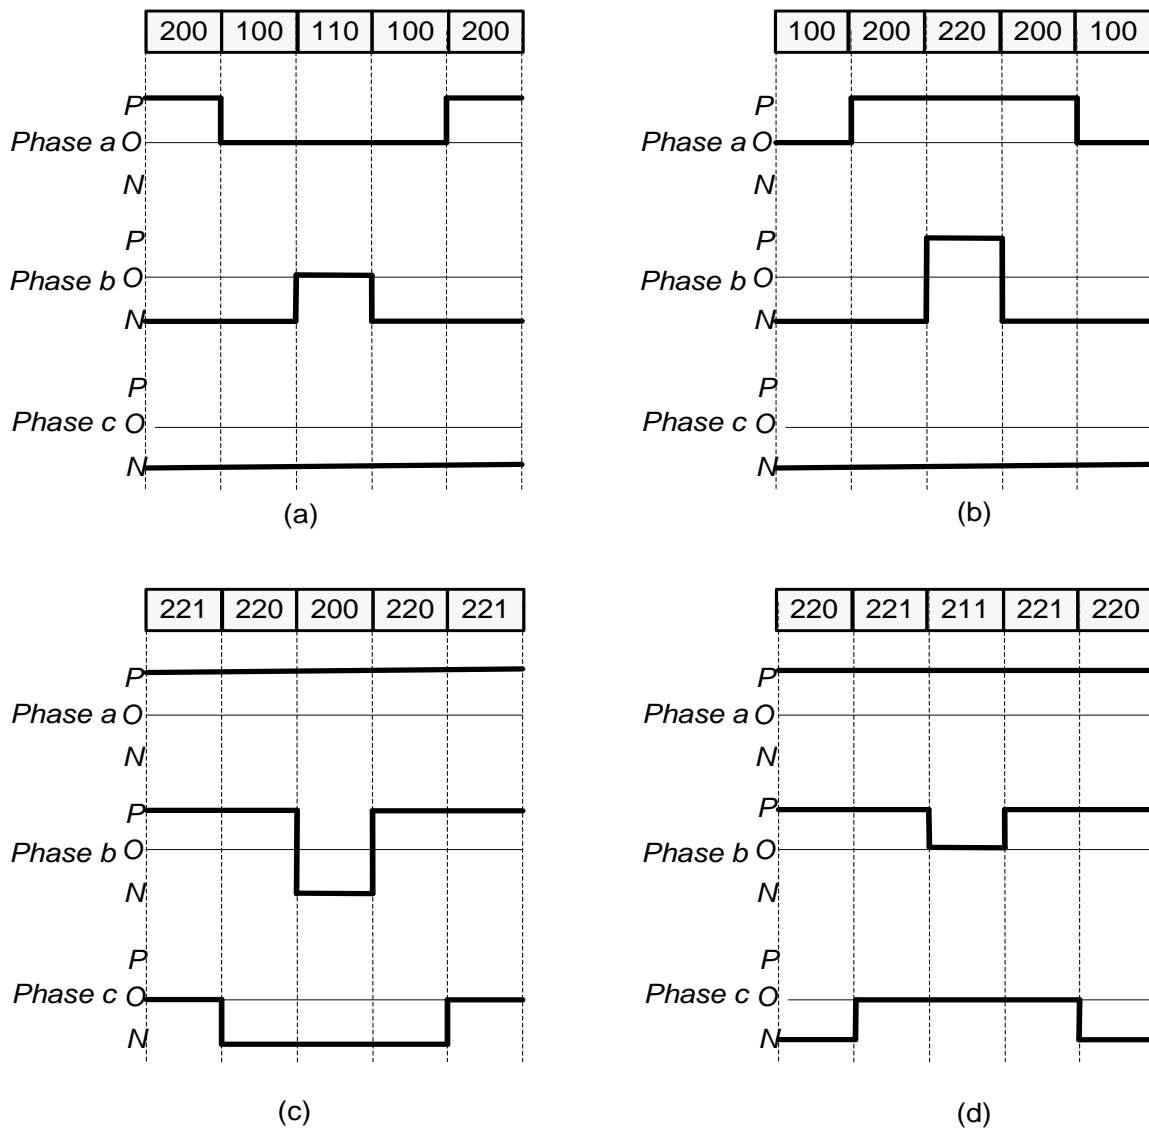 200 100 110 100 200
P
Phase a O
N
P
Phase b O
N
P
Phase c O
N
(a)
100 200 220 200 100
P
Phase a O
N
P
Phase b O
N
P
Phase c O
N
(b)
221 220 200 220 221
P
Phase a O
N
P
Phase b O
N
P
Phase c O
N
(c)
220 221 211 221 220
P
Phase a O
N
P
Phase b O
N
P
Phase c O
N
(d)